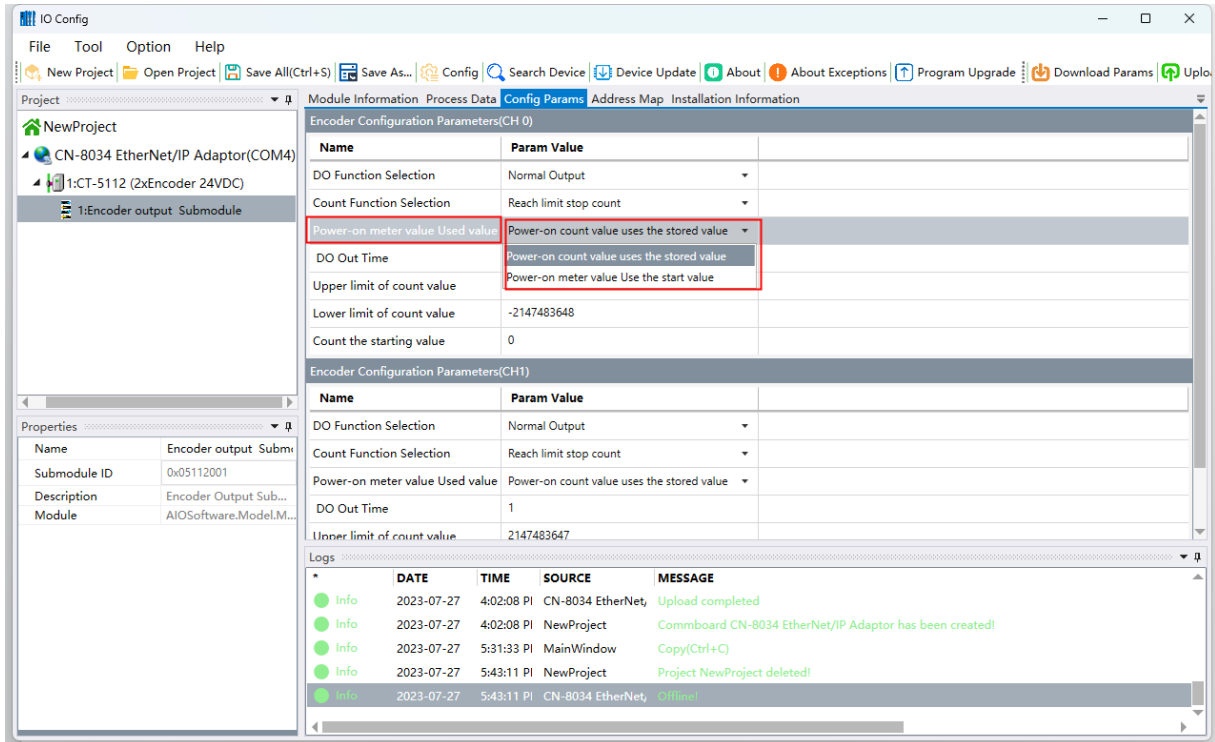 IO Config
File Tool Option Help
New Project Open Project Save All(Ctrl+S) Save As... Config Search Device Device Update About About Exceptions Program Upgrade Download Params
Project
NewProject
CN-8034 EtherNet/IP Adaptor(COM4)
1:CT-5112 (2xEncoder 24VDC)
1:Encoder output Submodule
Properties
Name Encoder output
Submodule ID 0x05112001
Description Encoder Output Sub...
Module AIOSoftware.Model.M...
Module Information Process Data Config Params Address Map Installation Information
Encoder Configuration Parameters(CH 0)
Name Param Value
DO Function Selection Normal Output
Count Function Selection Reach limit stop count
Power-on meter value Used value Power-on count value uses the stored value
Power-on count value uses the stored value
Power-on meter value Use the start value
DO Out Time
Upper limit of count value
Lower limit of count value -2147483648
Count the starting value 0
Encoder Configuration Parameters(CH1)
Name Param Value
DO Function Selection Normal Output
Count Function Selection Reach limit stop count
Power-on meter value Used value Power-on count value uses the stored value
DO Out Time 1
Upper limit of count value 2147483647
Logs
* DATE TIME SOURCE MESSAGE
Info 2023-07-27 4:02:08 CN-8034 EtherNet/ Upload completed
Info 2023-07-27 4:02:08 NewProject Commboard CN-8034 EtherNet/IP Adaptor has been created!
Info 2023-07-27 5:31:33 MainWindow Copy(Ctrl+C)
Info 2023-07-27 5:43:11 NewProject Project NewProject deleted!
Info 2023-07-27 5:43:11 CN-8034 EtherNet/ Offline!